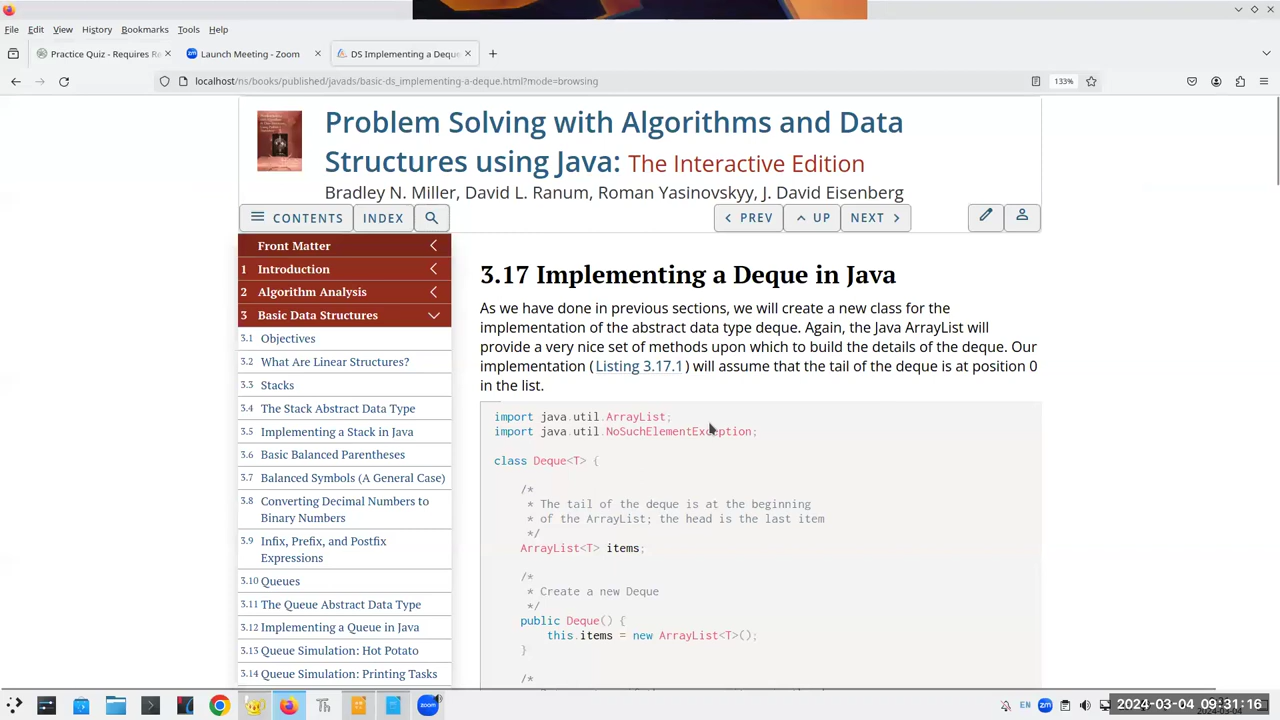 File Edit View History Bookmarks Tools Help
Practice Quiz - Requires Re
Launch Meeting - Zoom
DS Implementing a Deque
localhost/ns/books/published/javads/basic-ds_implementing-a-deque.html?mode=browsing
133%
Problem Solving with Algorithms and Data
Structures using Java: The Interactive Edition
Bradley N. Miller, David L. Ranum, Roman Yasinovskyy, J. David Eisenberg
CONTENTS INDEX PREV UP NEXT
Front Matter
1 Introduction
2 Algorithm Analysis
3 Basic Data Structures
3.1 Objectives
3.2 What Are Linear Structures?
3.3 Stacks
3.4 The Stack Abstract Data Type
3.5 Implementing a Stack in Java
3.6 Basic Balanced Parentheses
3.7 Balanced Symbols (A General Case)
3.8 Converting Decimal Numbers to
Binary Numbers
3.9 Infix, Prefix, and Postfix
Expressions
3.10 Queues
3.11 The Queue Abstract Data Type
3.12 Implementing a Queue in Java
3.13 Queue Simulation: Hot Potato
3.14 Queue Simulation: Printing Tasks
3.17 Implementing a Deque in Java
As we have done in previous sections, we will create a new class for the
implementation of the abstract data type deque. Again, the Java ArrayList will
provide a very nice set of methods upon which to build the details of the deque. Our
implementation (Listing 3.17.1) will assume that the tail of the deque is at position 0
in the list.
import java.util.ArrayList;
import java.util.NoSuchElementException;
class Deque<T> {
/*
* The tail of the deque is at the beginning
* of the ArrayList; the head is the last item
*/
ArrayList<T> items;
/*
* Create a new Deque
*/
public Deque() {
this.items = new ArrayList<T>();
}
/*
Th
zoom
EN
zm
2024-03-04 09:31:16